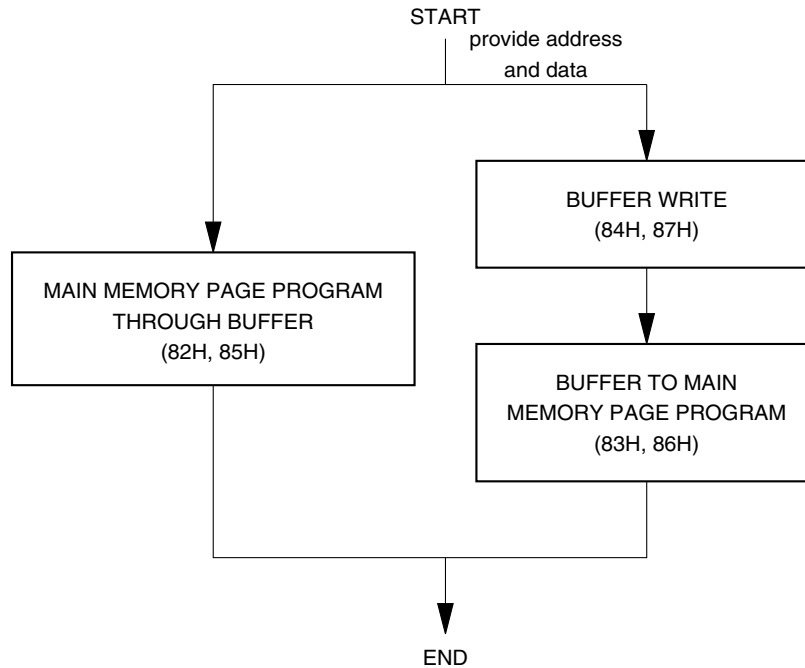 START
provide address
and data
BUFFER WRITE
(84H, 87H)
MAIN MEMORY PAGE PROGRAM
THROUGH BUFFER
(82H, 85H)
BUFFER TO MAIN
MEMORY PAGE PROGRAM
(83H, 86H)
END